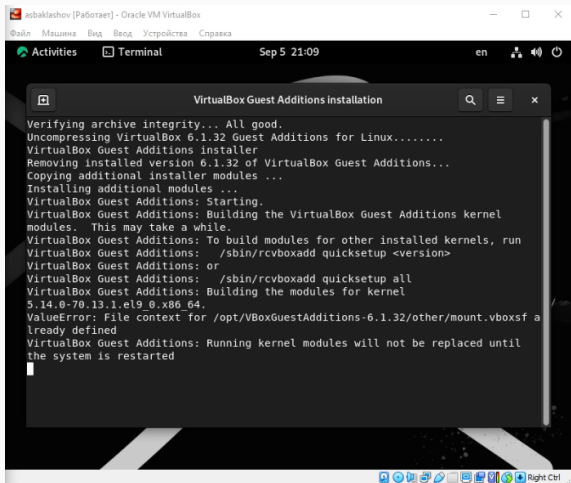 asbaklashov [Работает] - Oracle VM VirtualBox
Файл Машина Вид Ввод Устройства Справка
Activities Terminal Sep 5 21:09 en
VirtualBox Guest Additions installation
Verifying archive integrity... All good.
Uncompressing VirtualBox 6.1.32 Guest Additions for Linux........
VirtualBox Guest Additions installer
Removing installed version 6.1.32 of VirtualBox Guest Additions...
Copying additional installer modules ...
Installing additional modules ...
VirtualBox Guest Additions: Starting.
VirtualBox Guest Additions: Building the VirtualBox Guest Additions kernel
modules.  This may take a while.
VirtualBox Guest Additions: To build modules for other installed kernels, run
VirtualBox Guest Additions:   /sbin/rcvboxadd quicksetup <version>
VirtualBox Guest Additions: or
VirtualBox Guest Additions:   /sbin/rcvboxadd quicksetup all
VirtualBox Guest Additions: Building the modules for kernel
5.14.0-70.13.1.el9_0.x86_64.
ValueError: File context for /opt/VBoxGuestAdditions-6.1.32/other/mount.vboxsf a
lready defined
VirtualBox Guest Additions: Running kernel modules will not be replaced until
the system is restarted
Right Ctrl